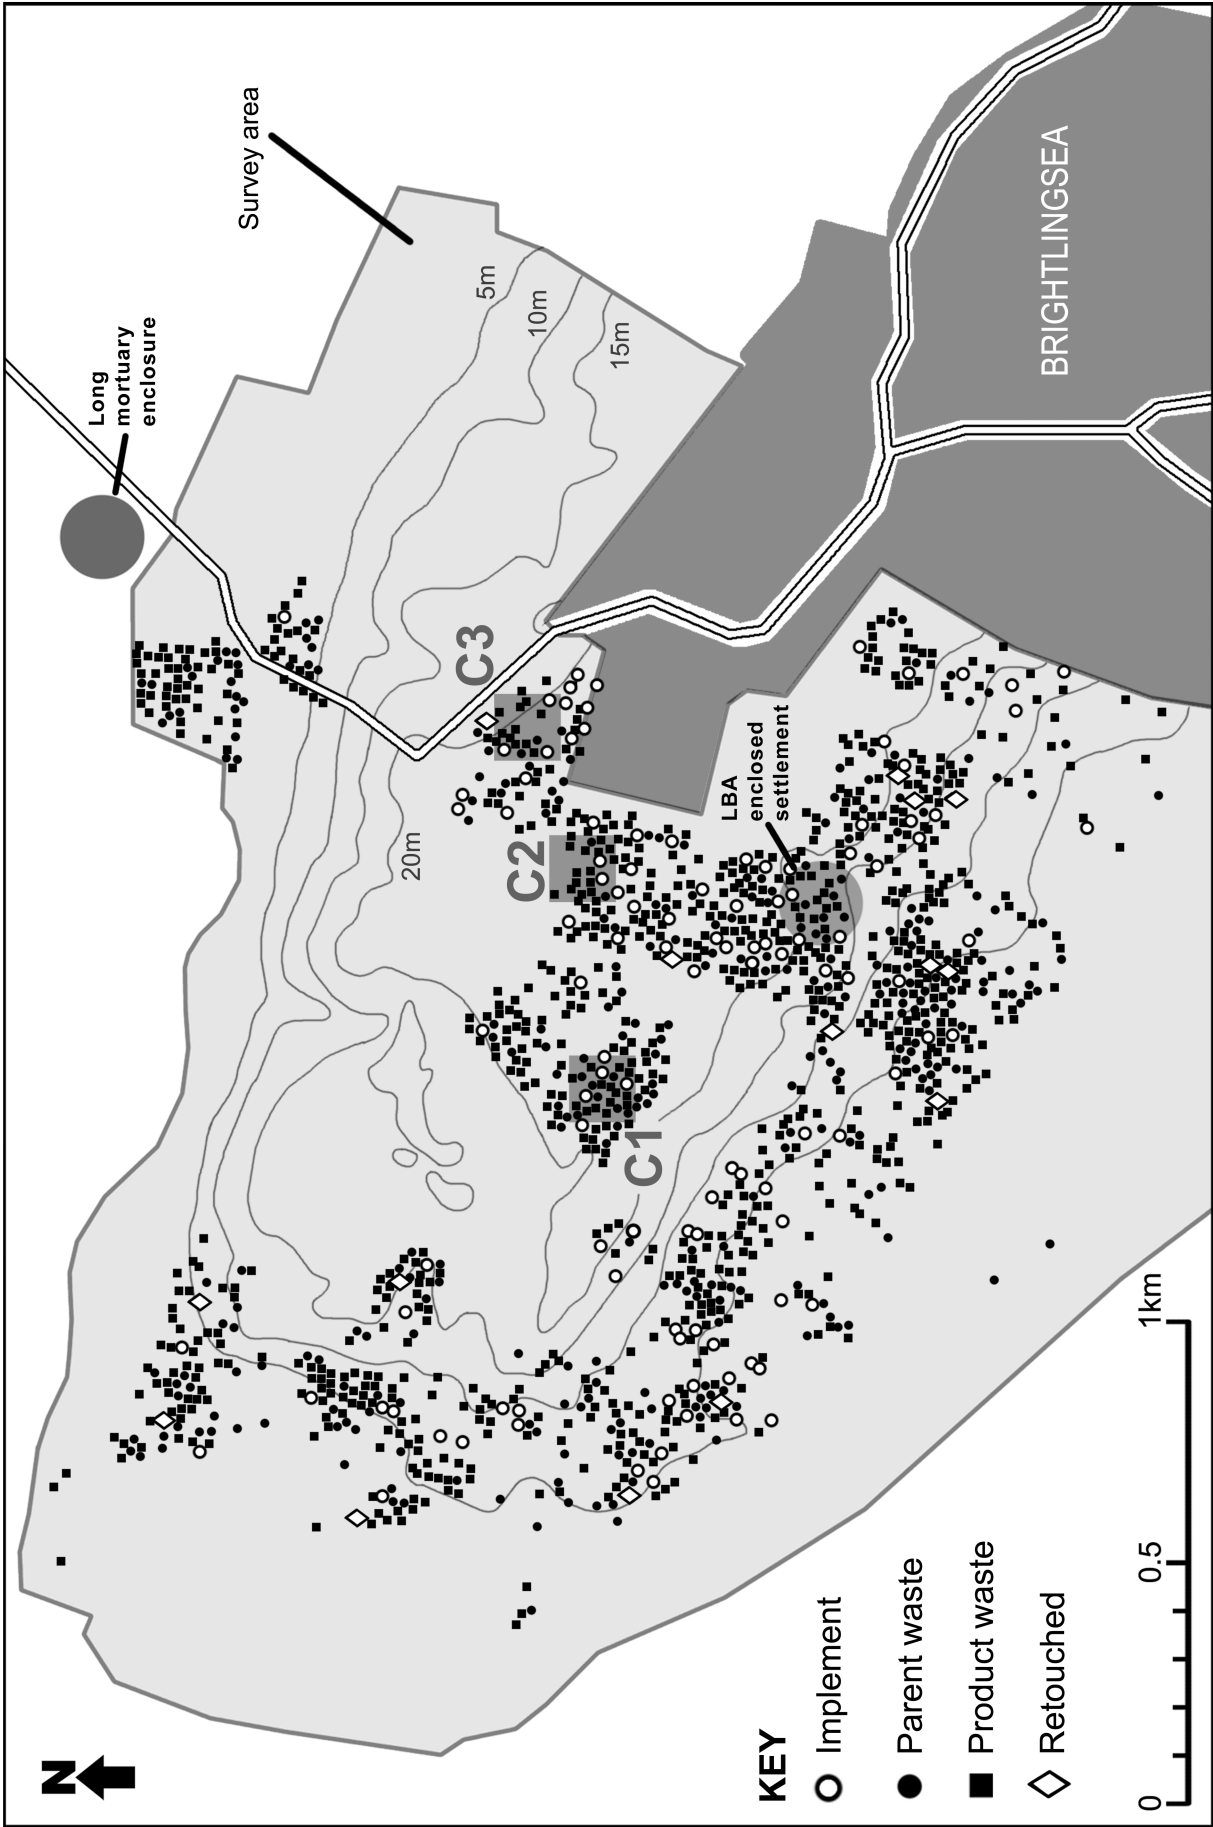 Survey area
Long
mortuary
enclosure
5m
10m
15m
20m
BRIGHTLINGSEA
C3
C2
C1
LBA
enclosed
settlement
N
KEY
Implement
Parent waste
Product waste
Retouched
0
0.5
1km